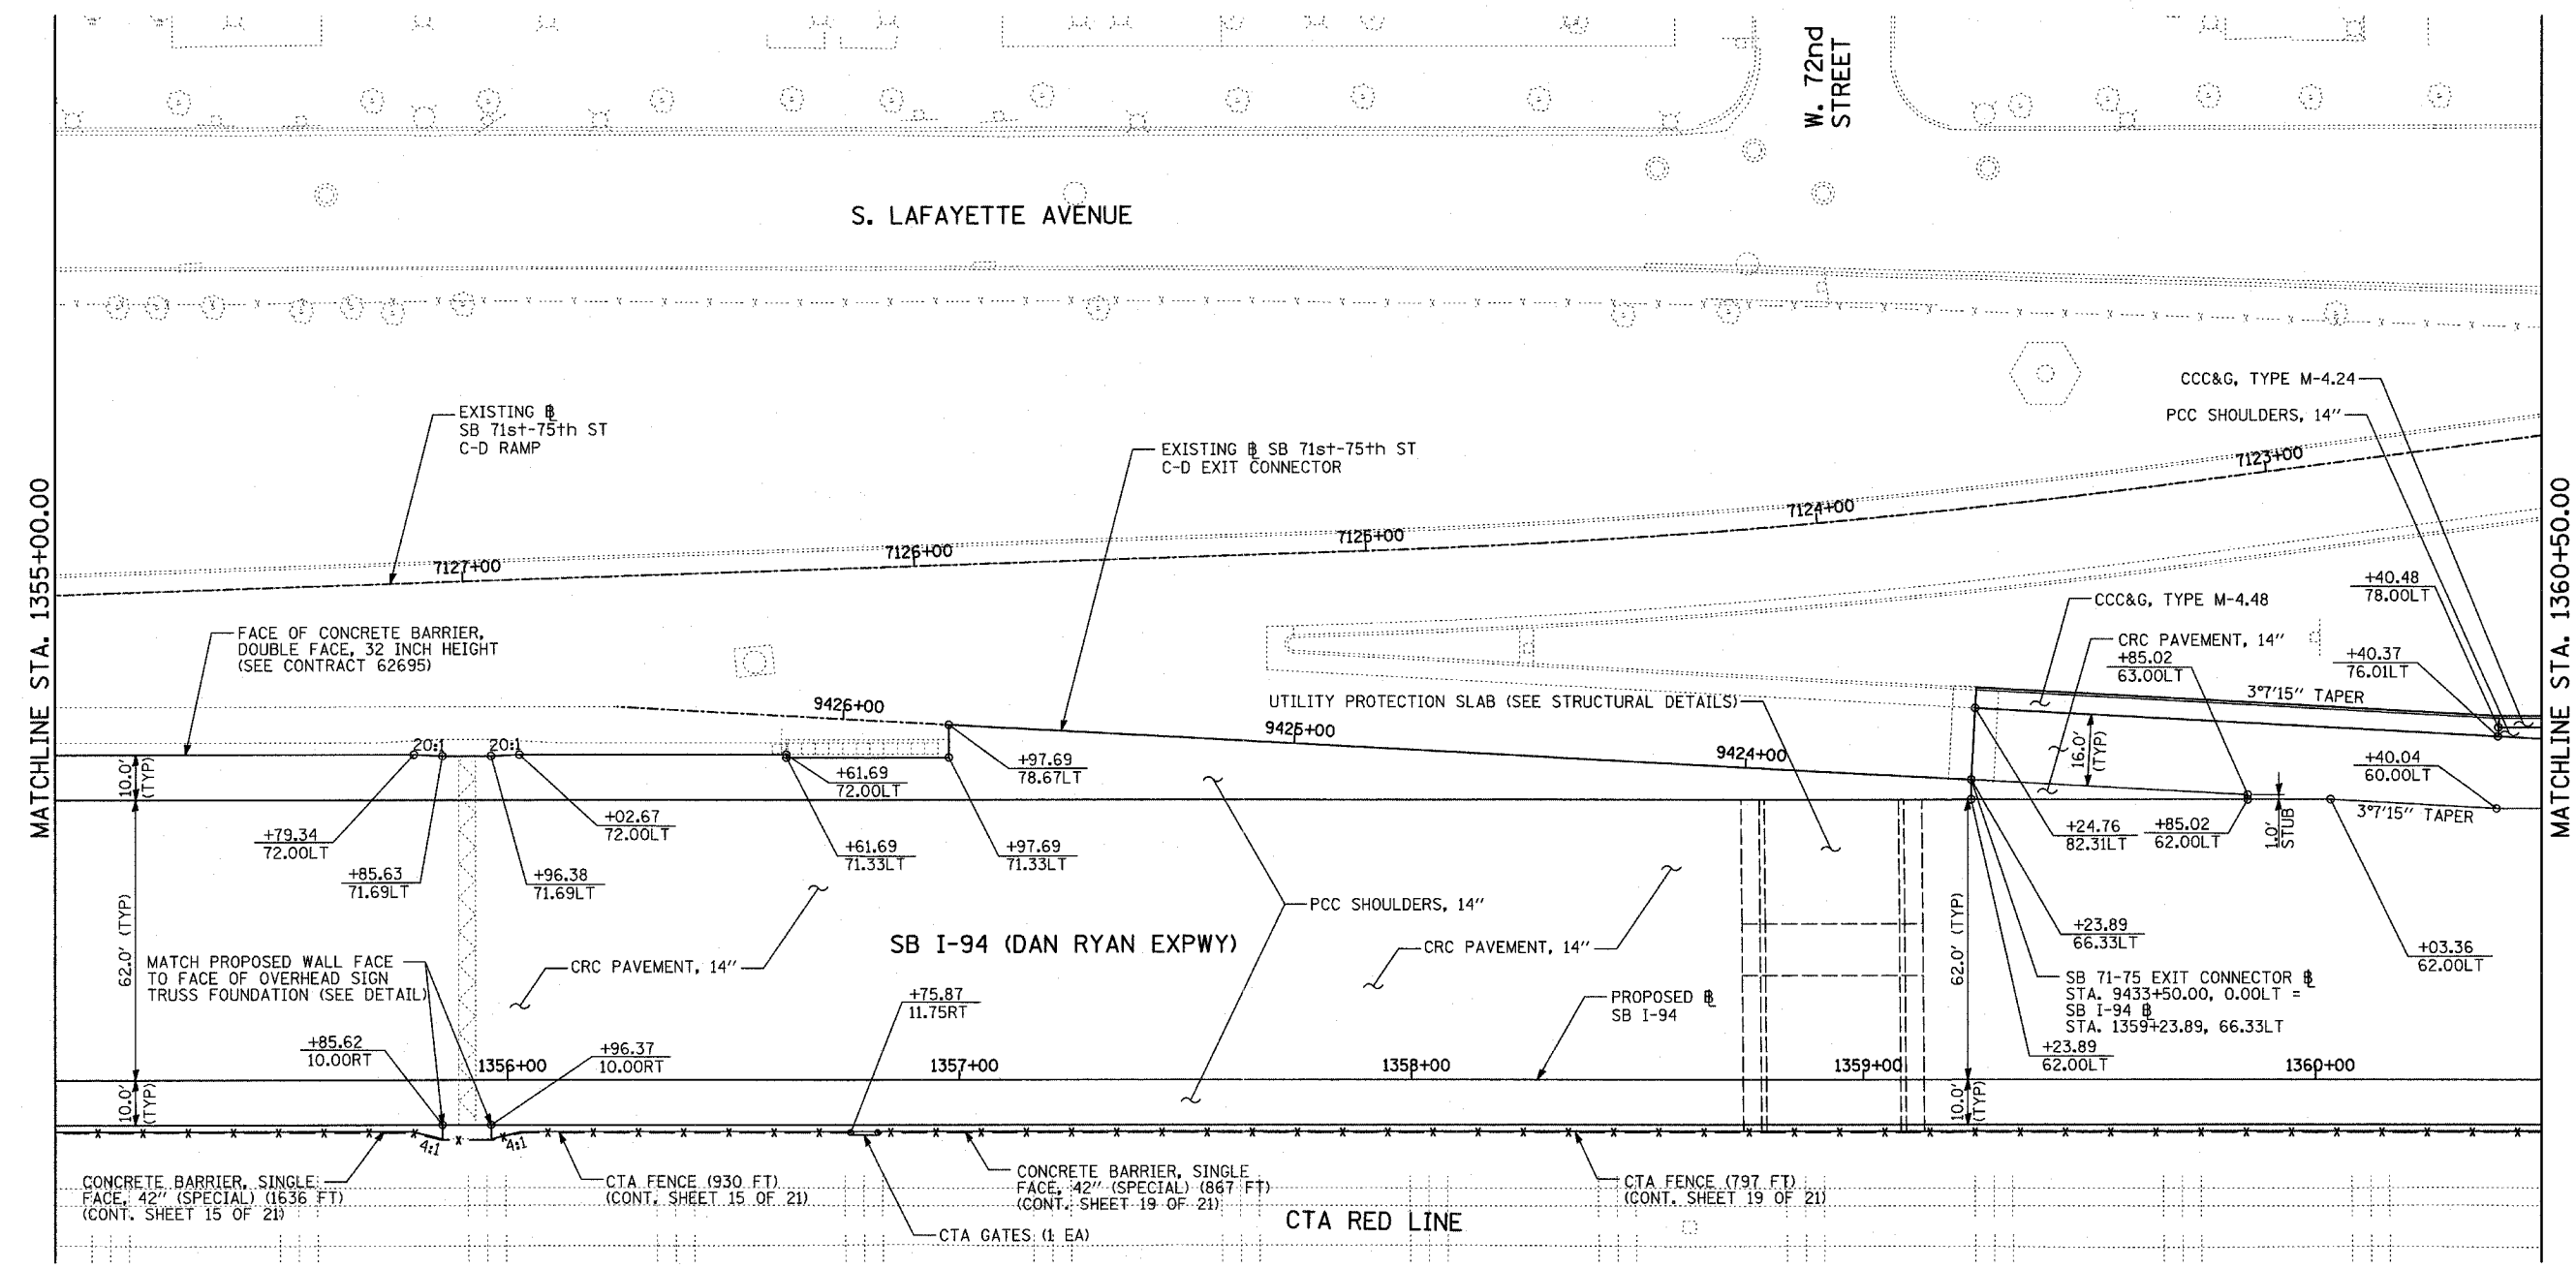 W. 72nd
STREET
S. LAFAYETTE AVENUE
MATCHLINE STA. 1355+00.00
MATCHLINE STA. 1360+50.00
EXISTING B
SB 71st-75th ST
C-D RAMP
EXISTING B SB 71st-75th ST
C-D EXIT CONNECTOR
CCC&G, TYPE M-4.24
PCC SHOULDERS, 14"
7127+00
7126+00
7125+00
7124+00
7123+00
FACE OF CONCRETE BARRIER,
DOUBLE FACE, 32 INCH HEIGHT
(SEE CONTRACT 62695)
+40.48
78.00LT
CCC&G, TYPE M-4.48
CRC PAVEMENT, 14"
+85.02
63.00LT
+40.37
76.01LT
3°7'15" TAPER
UTILITY PROTECTION SLAB (SEE STRUCTURAL DETAILS)
9426+00
9425+00
9424+00
20:1
20:1
10.0'
(TYP)
16.0'
(TYP)
+97.69
78.67LT
+61.69
72.00LT
+40.04
60.00LT
3°7'15" TAPER
+79.34
72.00LT
+02.67
72.00LT
+61.69
71.33LT
+97.69
71.33LT
+24.76
82.31LT
+85.02
62.00LT
1.0'
STUB
+85.63
71.69LT
+96.38
71.69LT
62.0' (TYP)
PCC SHOULDERS, 14"
SB I-94 (DAN RYAN EXPWY)
CRC PAVEMENT, 14"
+23.89
66.33LT
+03.36
62.00LT
MATCH PROPOSED WALL FACE
TO FACE OF OVERHEAD SIGN
TRUSS FOUNDATION (SEE DETAIL)
CRC PAVEMENT, 14"
62.0' (TYP)
SB 71-75 EXIT CONNECTOR B
STA. 9433+50.00, 0.00LT =
SB I-94 B
STA. 1359+23.89, 66.33LT
+75.87
11.75RT
PROPOSED B
SB I-94
+85.62
10.00RT
+96.37
10.00RT
+23.89
62.00LT
1356+00
1357+00
1358+00
1359+00
1360+00
10.0'
(TYP)
10.0'
(TYP)
4:1
4:1
CONCRETE BARRIER, SINGLE
FACE, 42" (SPECIAL) (1636 FT)
(CONT. SHEET 15 OF 21)
CTA FENCE (930 FT)
(CONT. SHEET 15 OF 21)
CONCRETE BARRIER, SINGLE
FACE, 42" (SPECIAL) (867 FT)
(CONT. SHEET 19 OF 21)
CTA FENCE (797 FT)
(CONT. SHEET 19 OF 21)
CTA GATES (1 EA)
CTA RED LINE